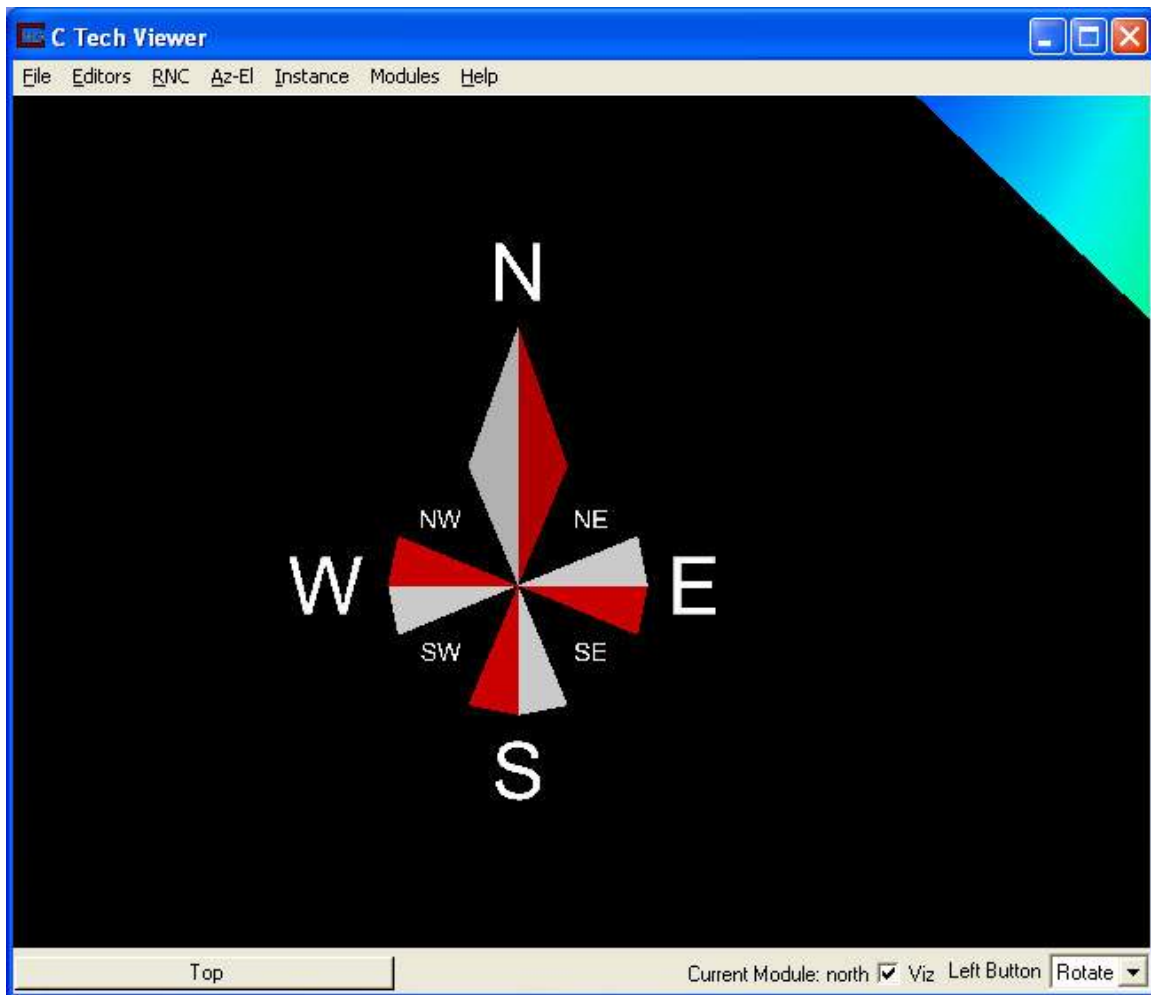 C Tech Viewer
File Editors RNC Az-El Instance Modules Help
N
NW NE
W E
SW SE
S
Top Current Module: north Viz Left Button Rotate